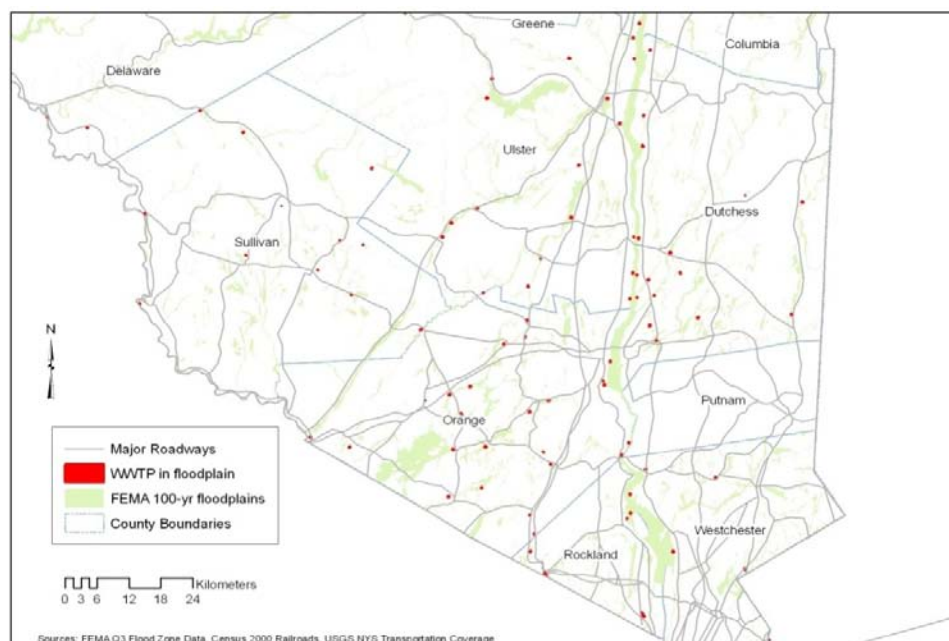 Greene
Columbia
Delaware
Ulster
Dutchess
Sullivan
N
Putnam
Orange
Major Roadways
WWTP in floodplain
FEMA 100-yr floodplains
County Boundaries
Westchester
Rockland
Kilometers
0 3 6 12 18 24
Sources: FEMA Q3 Flood Zone Data, Census 2000 Railroads, USGS NYS Transportation Coverage